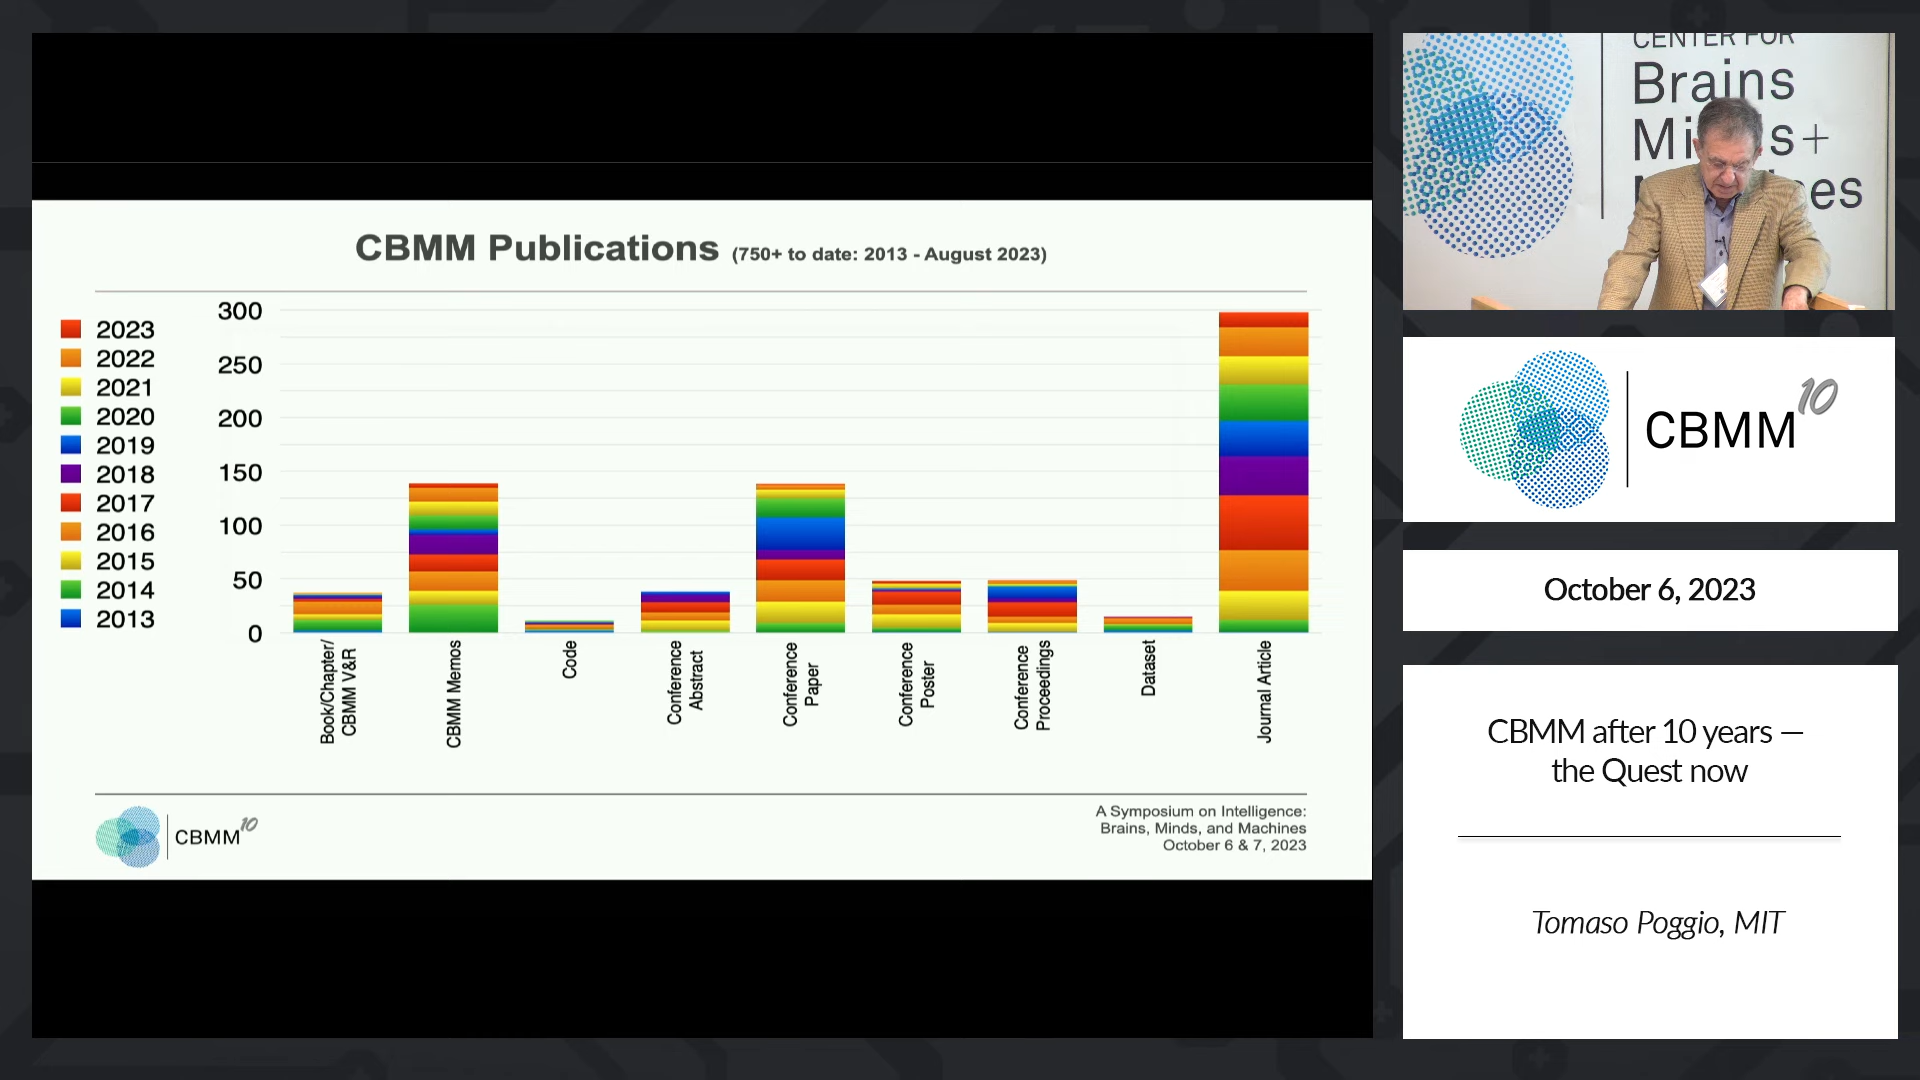 CBMM Publications (750+ to date: 2013 - August 2023)
2023
2022
2021
2020
2019
2018
2017
2016
2015
2014
2013
300
250
200
150
100
50
0
Book/Chapter/
CBMM V&R
CBMM Memos
Code
Conference
Abstract
Conference
Paper
Conference
Poster
Conference
Proceedings
Dataset
Journal Article
CBMM10
A Symposium on Intelligence:
Brains, Minds, and Machines
October 6 & 7, 2023
CENTER FOR
Brains
CBMM10
October 6, 2023
CBMM after 10 years —
the Quest now
Tomaso Poggio, MIT